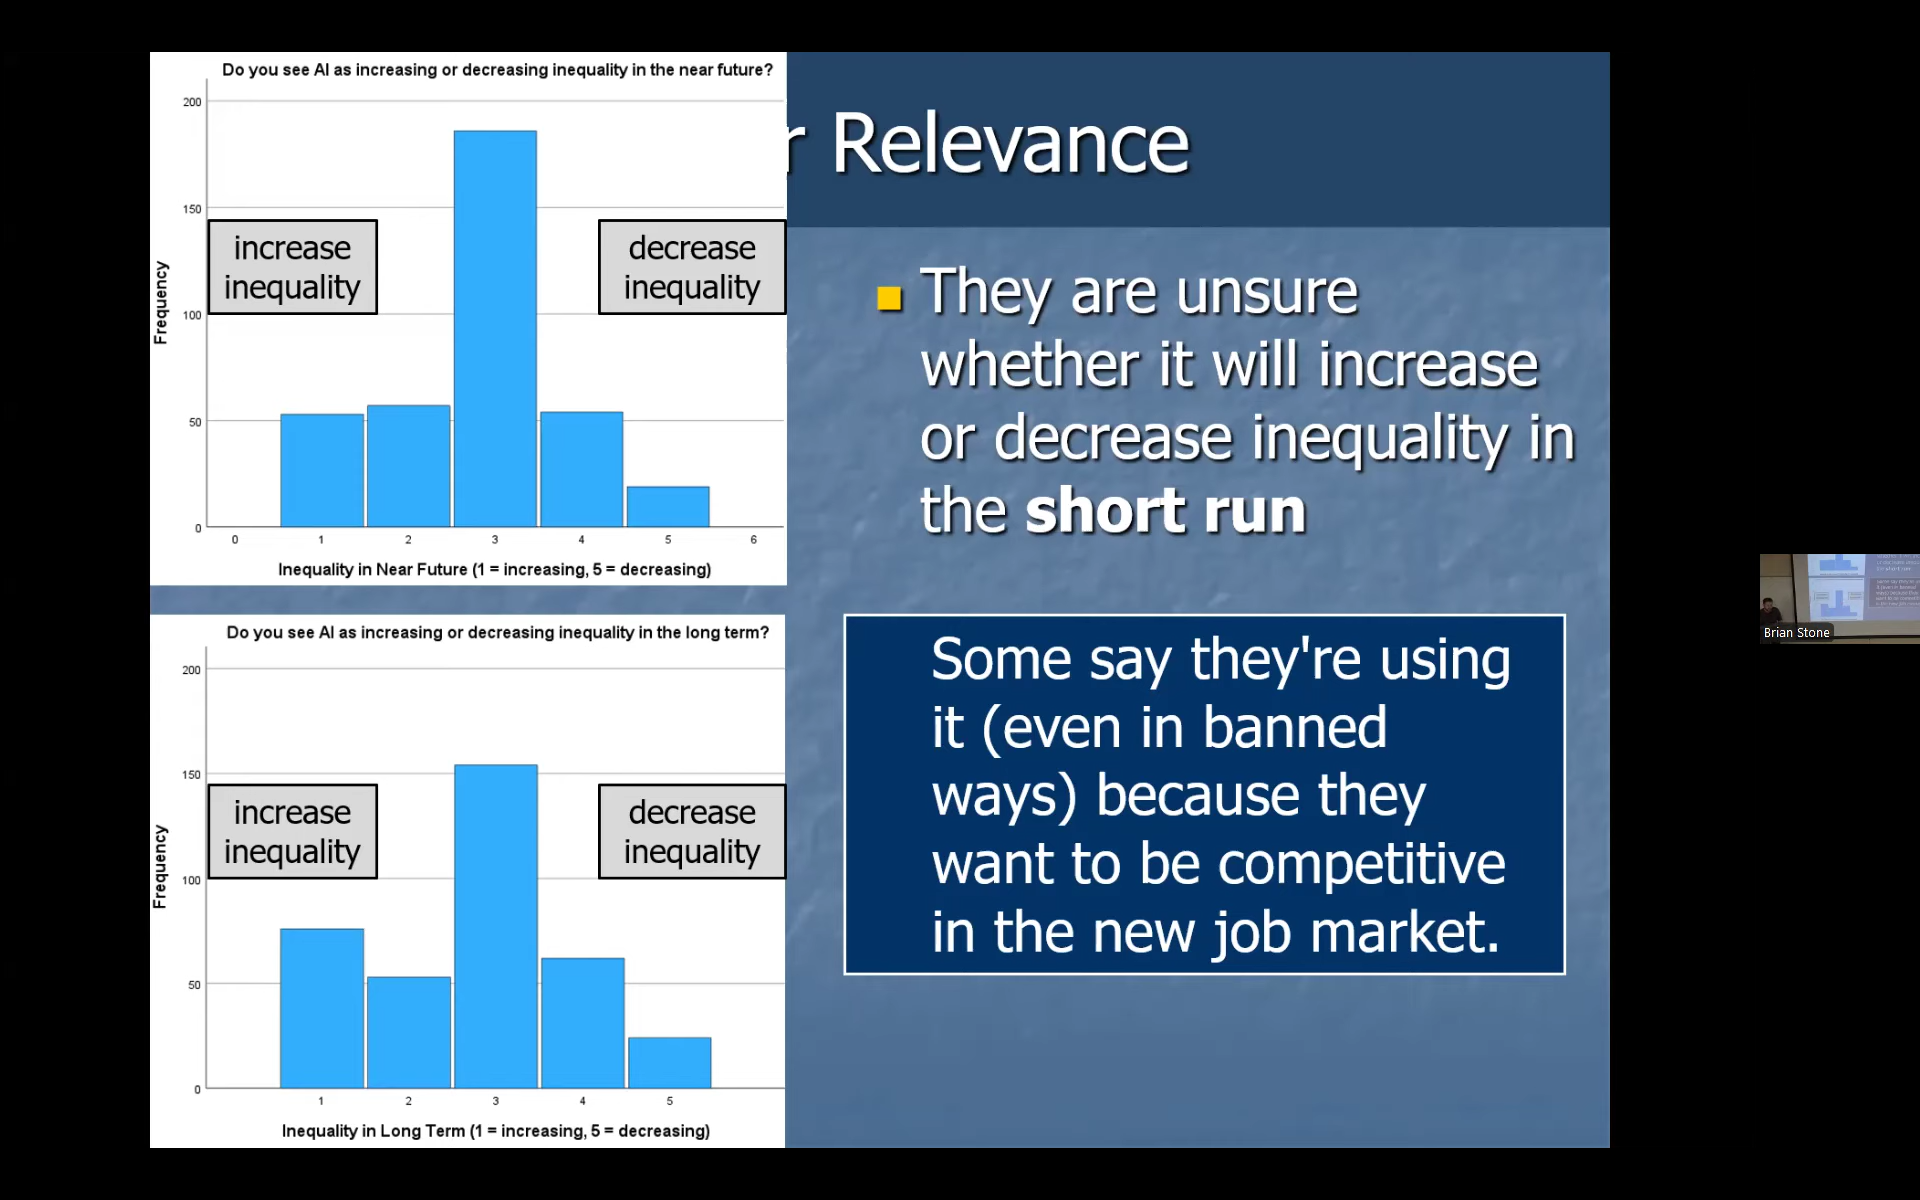 Do you see AI as increasing or decreasing inequality in the near future?
200
150
100
50
0
Frequency
increase
inequality
decrease
inequality
0 1 2 3 4 5 6
Inequality in Near Future (1 = increasing, 5 = decreasing)
Do you see AI as increasing or decreasing inequality in the long term?
200
150
100
50
0
Frequency
increase
inequality
decrease
inequality
1 2 3 4 5
Inequality in Long Term (1 = increasing, 5 = decreasing)
r Relevance
They are unsure
whether it will increase
or decrease inequality in
the short run
Some say they're using
it (even in banned
ways) because they
want to be competitive
in the new job market.
Brian Stone